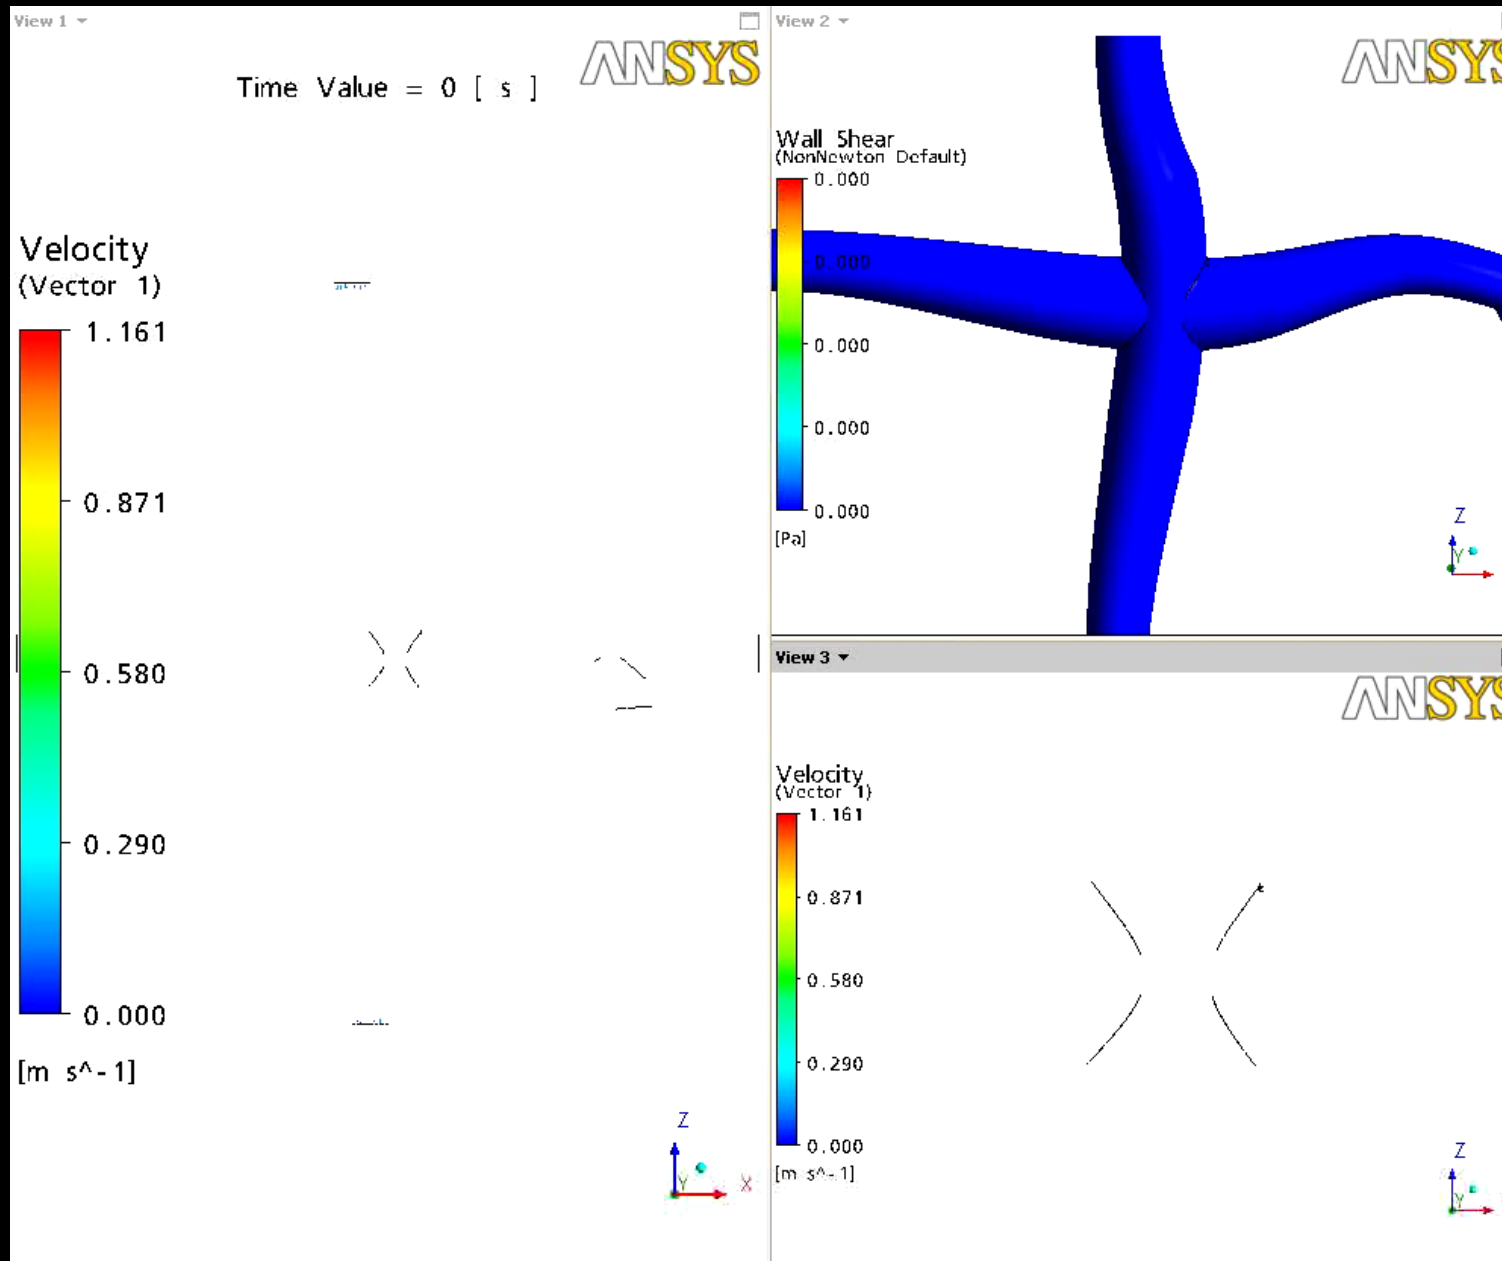 View 1
ANSYS
Time Value = 0 [ s ]
Velocity
(Vector 1)
1.161
0.871
0.580
0.290
0.000
[m s^-1]
Z
Y
X
View 2
ANSYS
Wall Shear
(NonNewton Default)
0.000
0.000
0.000
0.000
0.000
[Pa]
Z
Y
View 3
ANSYS
Velocity
(Vector 1)
1.161
0.871
0.580
0.290
0.000
[m s^-1]
Z
Y